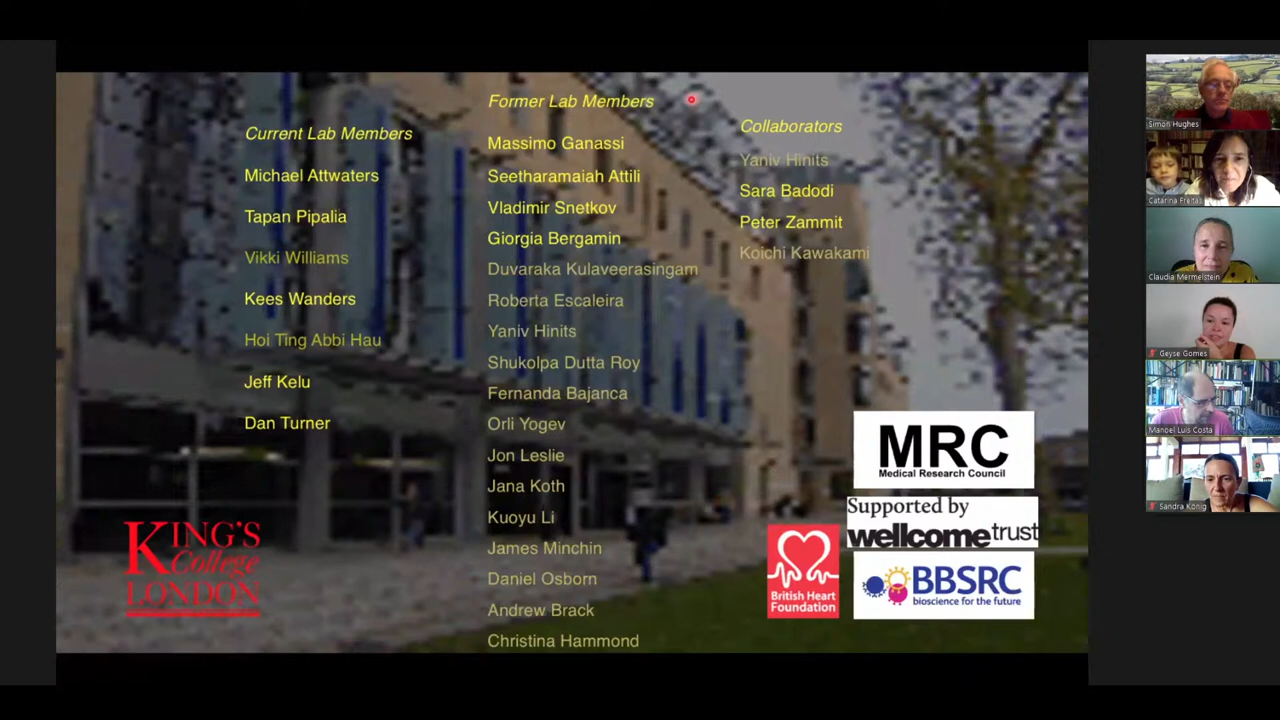 Current Lab Members
Michael Attwaters
Tapan Pipalia
Vikki Williams
Kees Wanders
Hoi Ting Abbi Hau
Jeff Kelu
Dan Turner
KING'S
College
LONDON
Former Lab Members
Massimo Ganassi
Seetharamaiah Attili
Vladimir Snetkov
Giorgia Bergamin
Duvaraka Kulaveerasingam
Roberta Escaleira
Yaniv Hinits
Shukolpa Dutta Roy
Fernanda Bajanca
Orli Yogev
Jon Leslie
Jana Koth
Kuoyu Li
James Minchin
Daniel Osborn
Andrew Brack
Christina Hammond
Collaborators
Yaniv Hinits
Sara Badodi
Peter Zammit
Koichi Kawakami
MRC
Medical Research Council
Supported by
wellcometrust
British Heart
Foundation
BBSRC
bioscience for the future
Simon Hughes
Catarina Freitas
Claudia Mermelstein
Geyse Gomes
Manoel Luis Costa
Sandra König